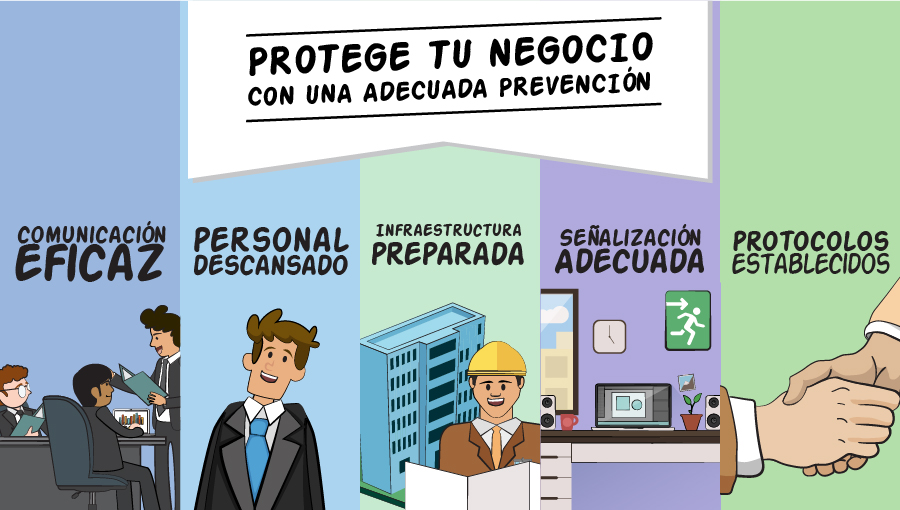 PROTEGE TU NEGOCIO
CON UNA ADECUADA PREVENCIÓN
COMUNICACIÓN
EFICAZ
PERSONAL
DESCANSADO
INFRAESTRUCTURA
PREPARADA
SEÑALIZACIÓN
ADECUADA
PROTOCOLOS
ESTABLECIDOS